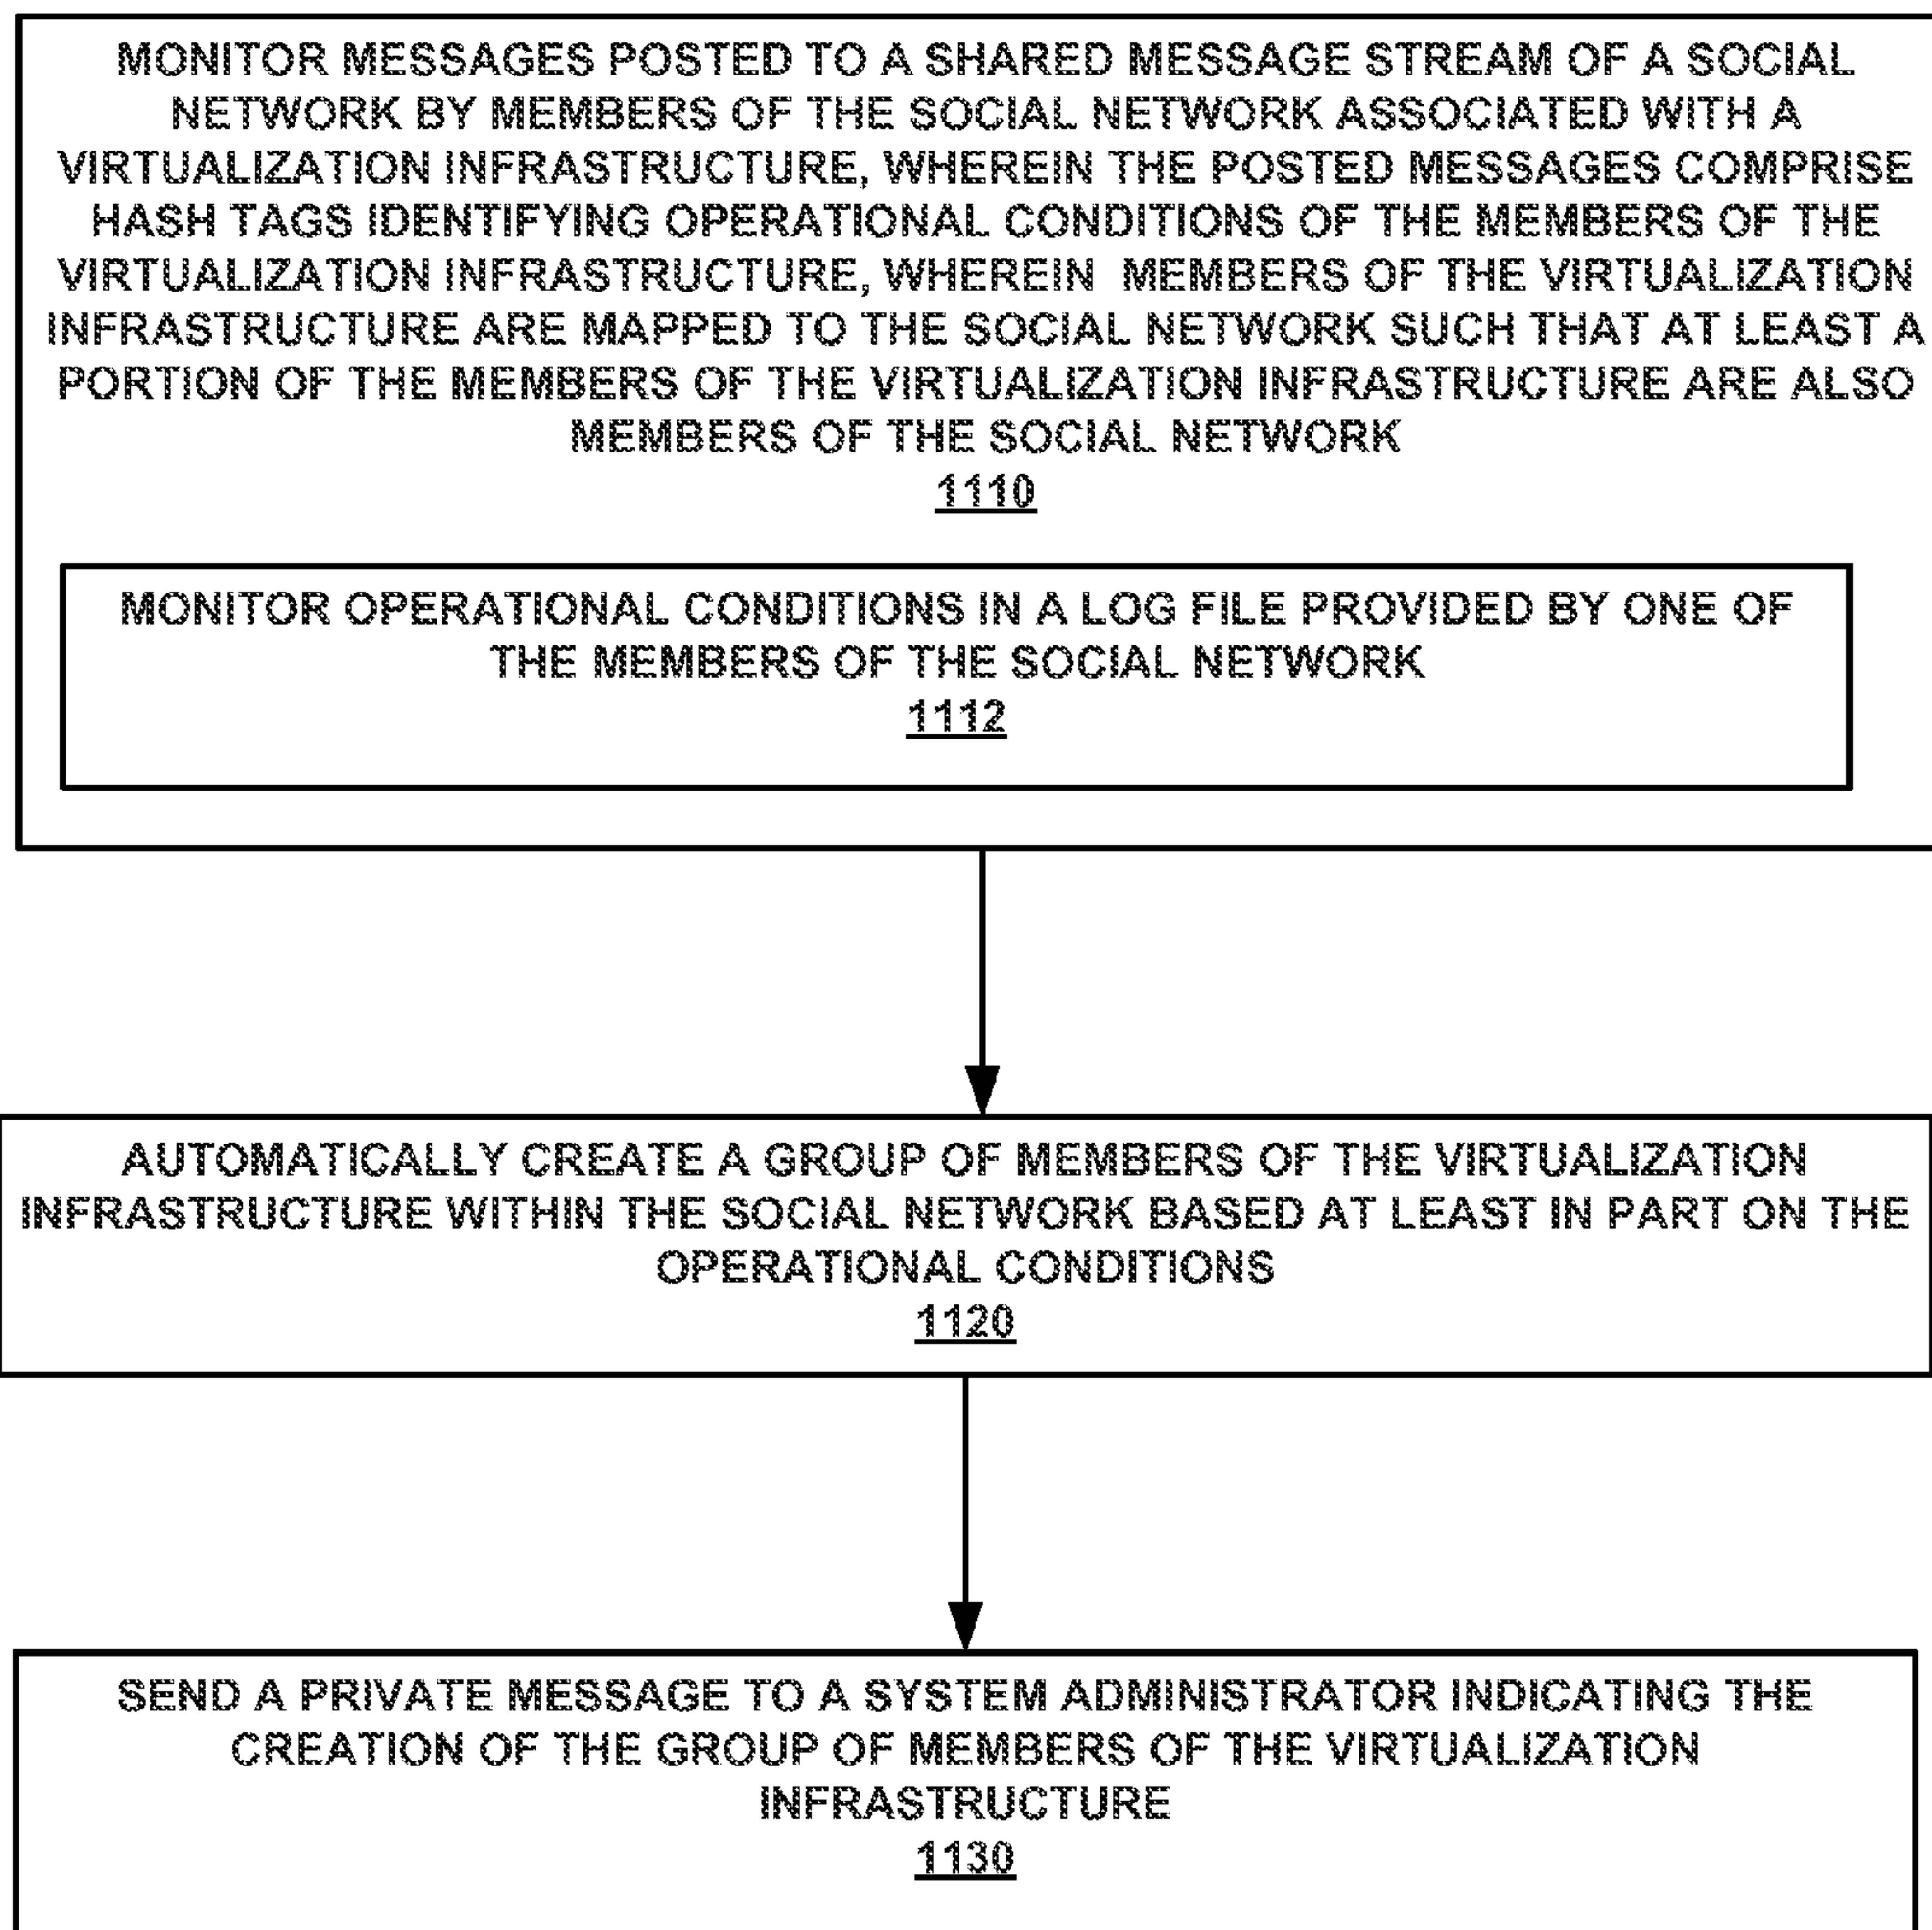 MONITOR MESSAGES POSTED TO A SHARED MESSAGE STREAM OF A SOCIAL
NETWORK BY MEMBERS OF THE SOCIAL NETWORK ASSOCIATED WITH A
VIRTUALIZATION INFRASTRUCTURE, WHEREIN THE POSTED MESSAGES COMPRISE
HASH TAGS IDENTIFYING OPERATIONAL CONDITIONS OF THE MEMBERS OF THE
VIRTUALIZATION INFRASTRUCTURE, WHEREIN MEMBERS OF THE VIRTUALIZATION
INFRASTRUCTURE ARE MAPPED TO THE SOCIAL NETWORK SUCH THAT AT LEAST A
PORTION OF THE MEMBERS OF THE VIRTUALIZATION INFRASTRUCTURE ARE ALSO
MEMBERS OF THE SOCIAL NETWORK
1110
MONITOR OPERATIONAL CONDITIONS IN A LOG FILE PROVIDED BY ONE OF
THE MEMBERS OF THE SOCIAL NETWORK
1112
AUTOMATICALLY CREATE A GROUP OF MEMBERS OF THE VIRTUALIZATION
INFRASTRUCTURE WITHIN THE SOCIAL NETWORK BASED AT LEAST IN PART ON THE
OPERATIONAL CONDITIONS
1120
SEND A PRIVATE MESSAGE TO A SYSTEM ADMINISTRATOR INDICATING THE
CREATION OF THE GROUP OF MEMBERS OF THE VIRTUALIZATION
INFRASTRUCTURE
1130